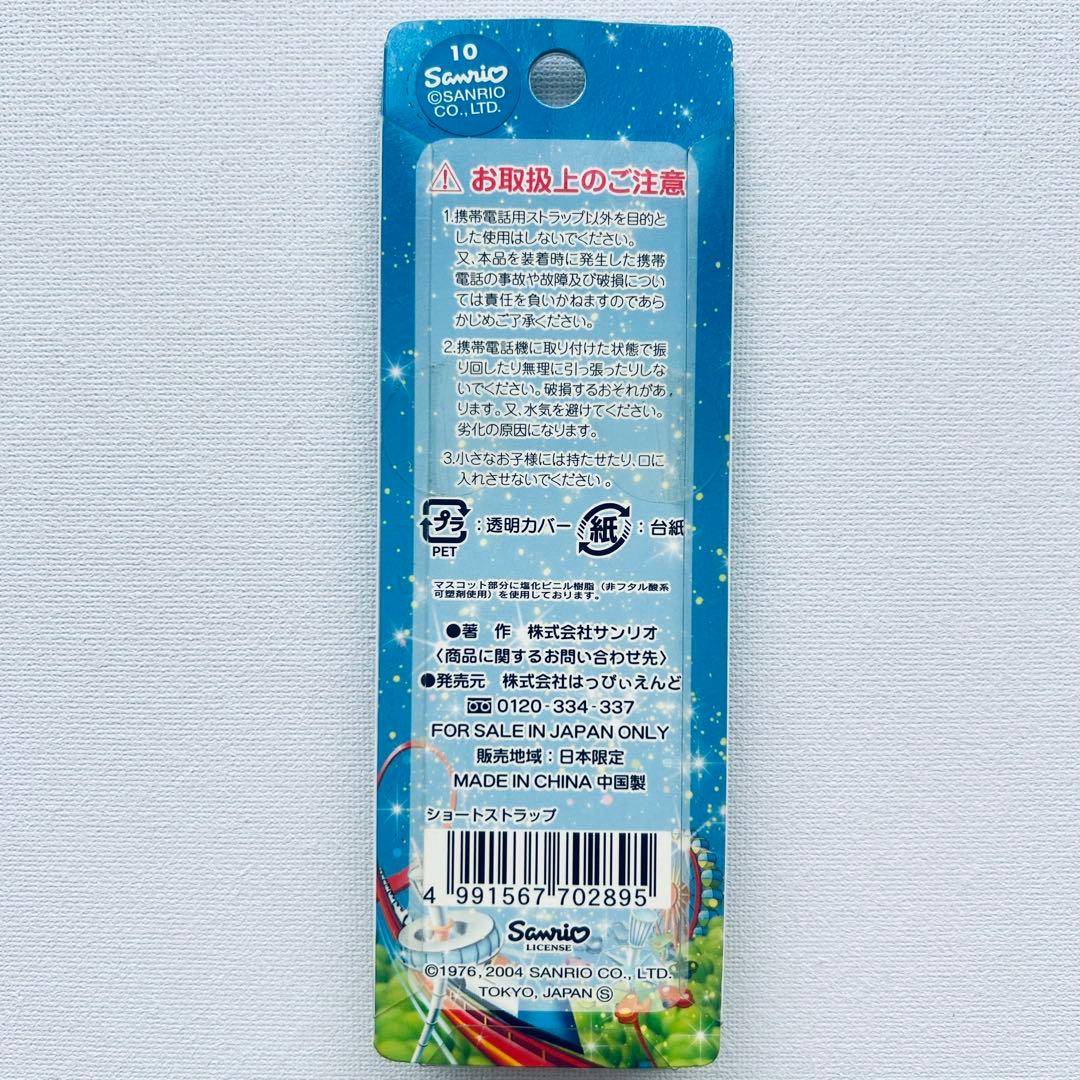 10
Sanrio
©SANRIO
CO., LTD.
お取扱上のご注意
1.携帯電話用ストラップ以外を目的と
した使用はしないでください。
又、本品を装着時に発生した携帯
電話の事故や故障及び破損につい
ては責任を負いかねますのであら
かじめご了承ください。
2.携帯電話機に取り付けた状態で振
り回したり無理に引っ張ったりしな
いでください。破損するおそれがあ
ります。又、水気を避けてください。
劣化の原因になります。
3.小さなお子様には持たせたり、口に
入れさせないでください。
プラ :透明カバー 紙 :台紙
PET
マスコット部分に塩化ビニル樹脂（非フタル酸系
可塑剤使用）を使用しております。
●著 作 株式会社サンリオ
〈商品に関するお問い合わせ先〉
●発売元 株式会社はっぴぃえんど
0120-334-337
FOR SALE IN JAPAN ONLY
販売地域：日本限定
MADE IN CHINA 中国製
ショートストラップ
4 991567 702895
Sanrio
LICENSE
©1976, 2004 SANRIO CO., LTD.
TOKYO, JAPAN Ⓢ